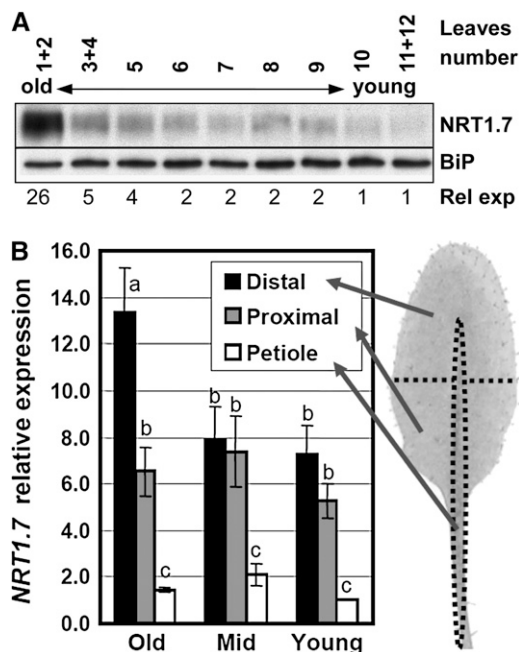 A
1+2 3+4 5 6 7 8 9 10 11+12 Leaves number
old young
NRT1.7
BiP
26 5 4 2 2 2 2 1 1 Rel exp
B
NRT1.7 relative expression
16.0
14.0
12.0
10.0
8.0
6.0
4.0
2.0
0.0
Distal
Proximal
Petiole
a b c
b b c
b b c
Old Mid Young